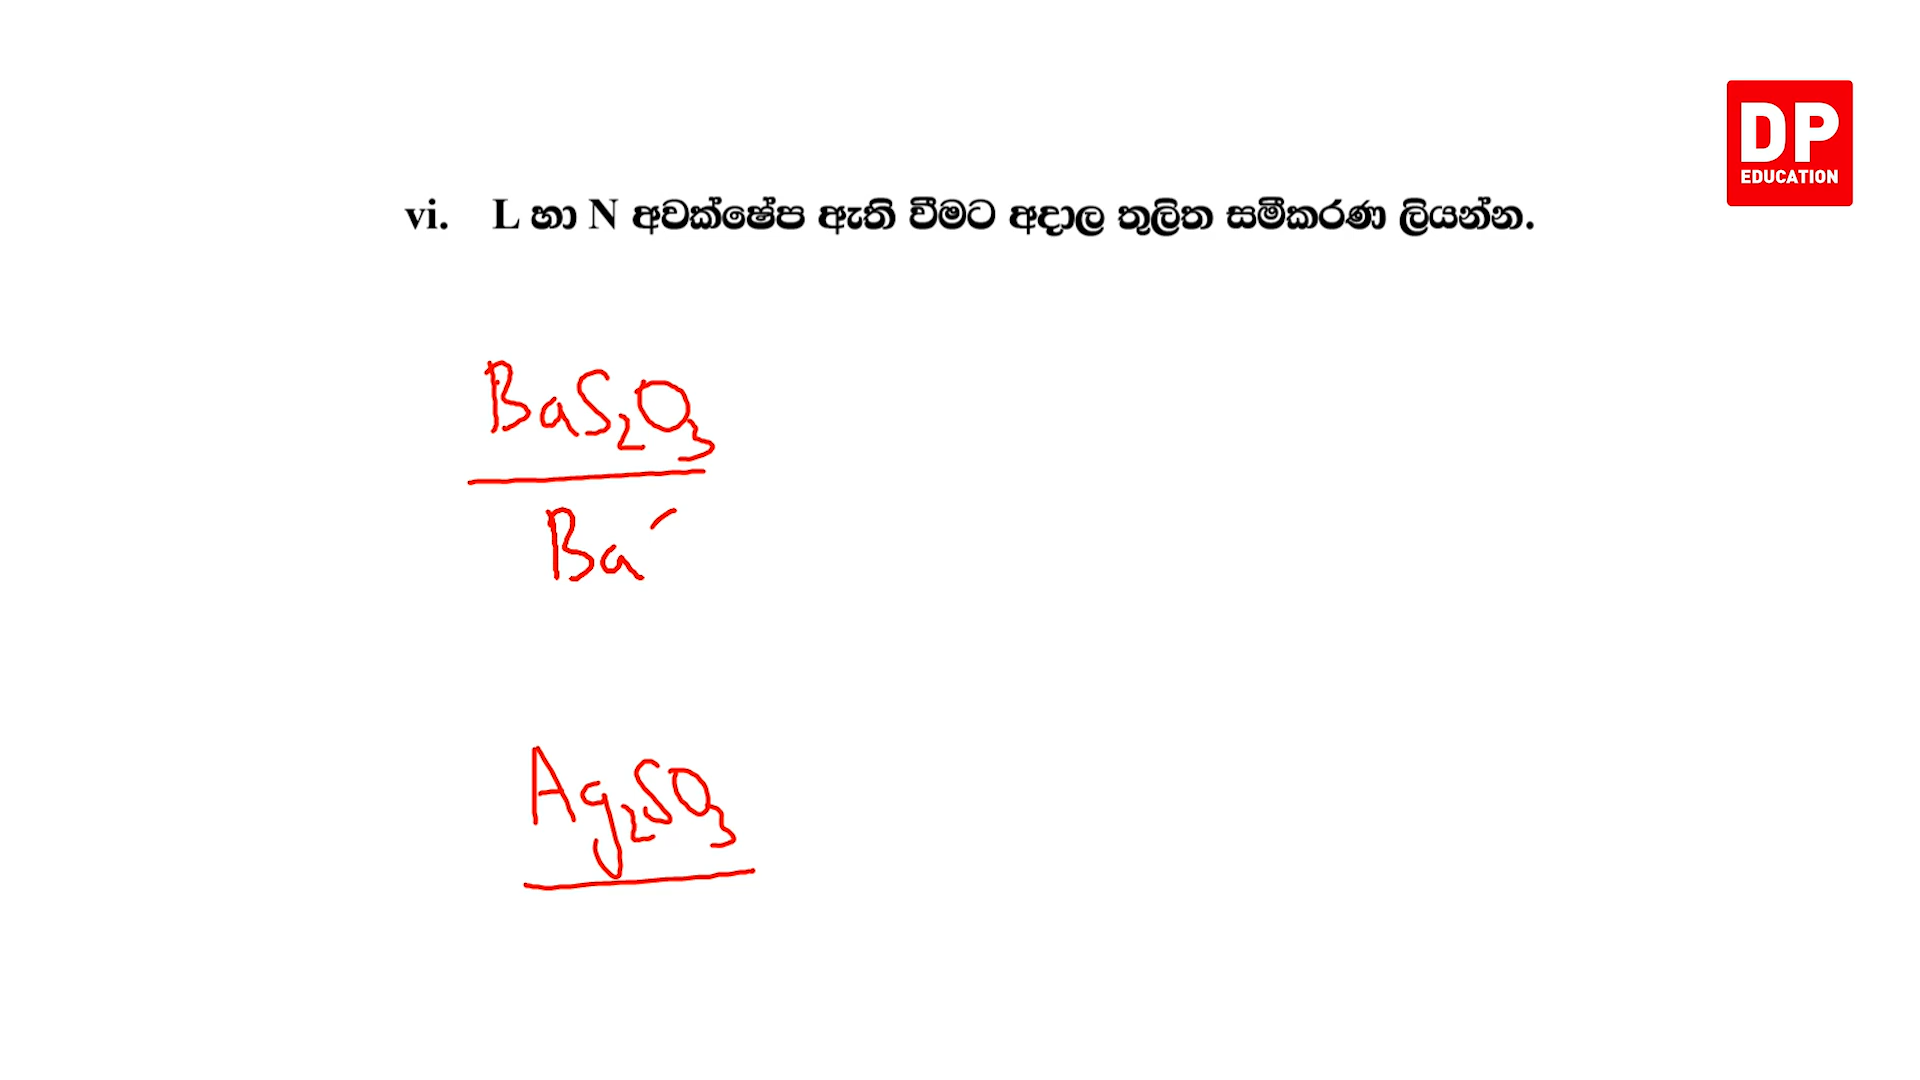 DP
EDUCATION
vi. L හා N අවක්ෂේප ඇති වීමට අදාල තුලිත සමීකරණ ලියන්න.
BaS₂O₃
Ba
Ag₂SO₃